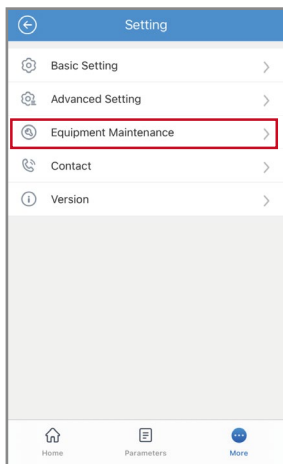 Setting
Basic Setting
Advanced Setting
Equipment Maintenance
Contact
Version
Home Parameters More